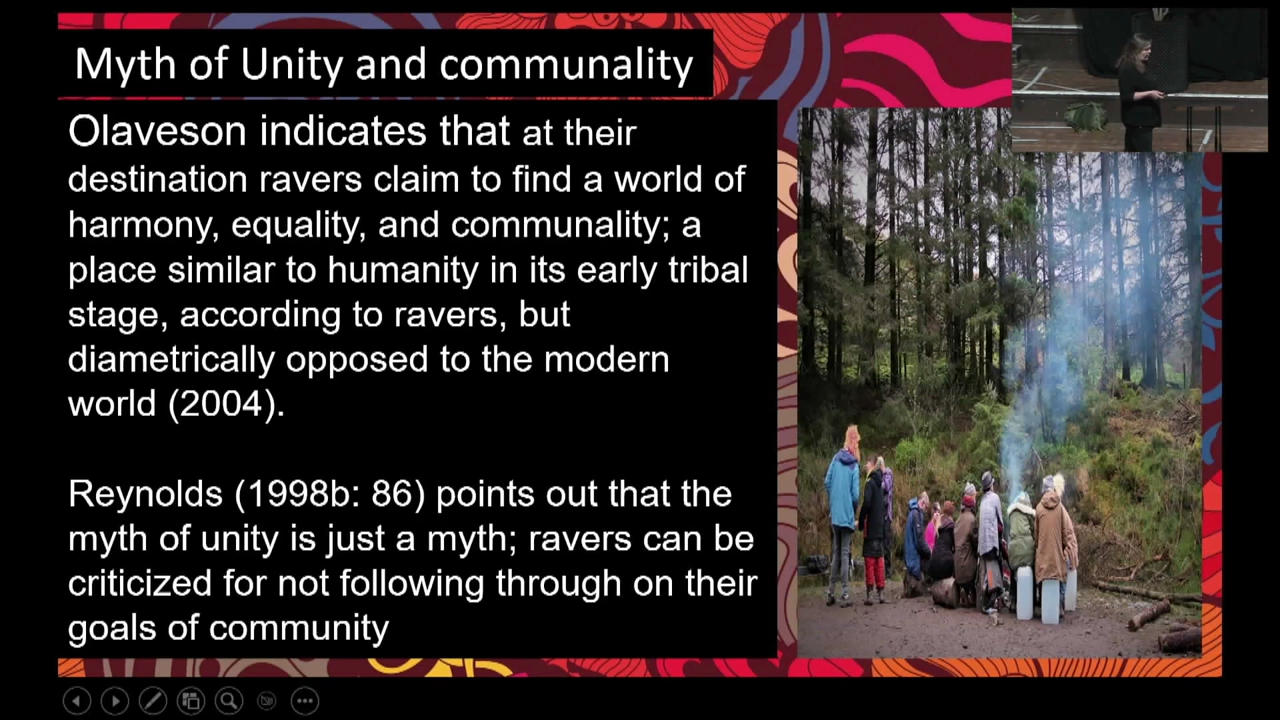 Myth of Unity and communality
Olaveson indicates that at their
destination ravers claim to find a world of
harmony, equality, and communality; a
place similar to humanity in its early tribal
stage, according to ravers, but
diametrically opposed to the modern
world (2004).
Reynolds (1998b: 86) points out that the
myth of unity is just a myth; ravers can be
criticized for not following through on their
goals of community